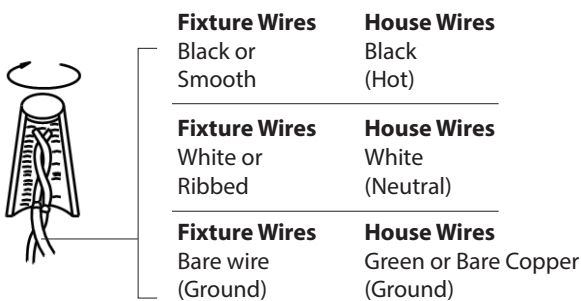 Fixture Wires House Wires
Black or Black
Smooth (Hot)
Fixture Wires House Wires
White or White
Ribbed (Neutral)
Fixture Wires House Wires
Bare wire Green or Bare Copper
(Ground) (Ground)